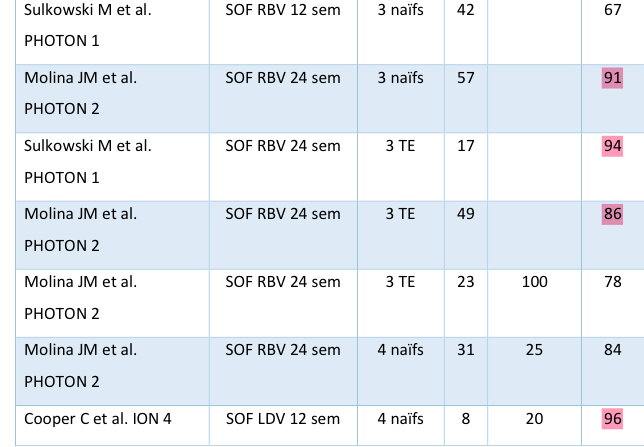 Sulkowski M et al. SOF RBV 12 sem 3 naïfs 42 67
PHOTON 1
Molina JM et al. SOF RBV 24 sem 3 naïfs 57 91
PHOTON 2
Sulkowski M et al. SOF RBV 24 sem 3 TE 17 94
PHOTON 1
Molina JM et al. SOF RBV 24 sem 3 TE 49 86
PHOTON 2
Molina JM et al. SOF RBV 24 sem 3 TE 23 100 78
PHOTON 2
Molina JM et al. SOF RBV 24 sem 4 naïfs 31 25 84
PHOTON 2
Cooper C et al. ION 4 SOF LDV 12 sem 4 naïfs 8 20 96